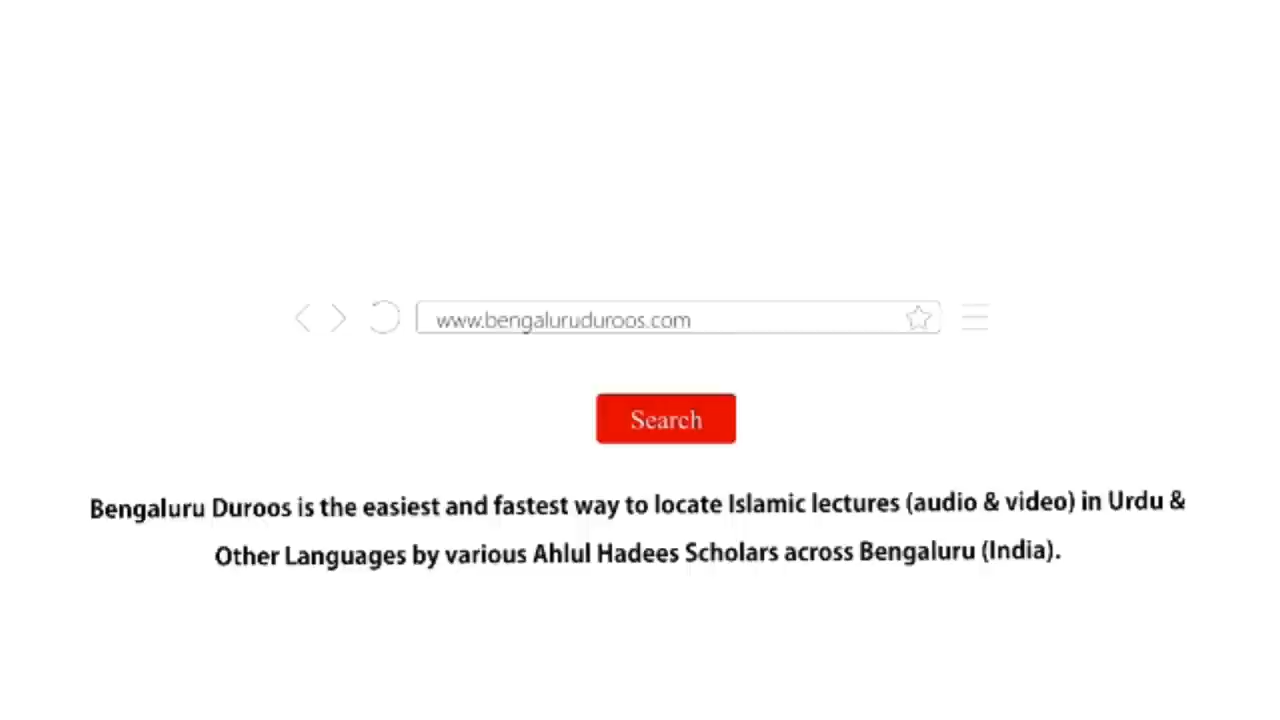 www.bengaluruduroos.com
Search
Bengaluru Duroos is the easiest and fastest way to locate Islamic lectures (audio & video) in Urdu &
Other Languages by various Ahlul Hadees Scholars across Bengaluru (India).